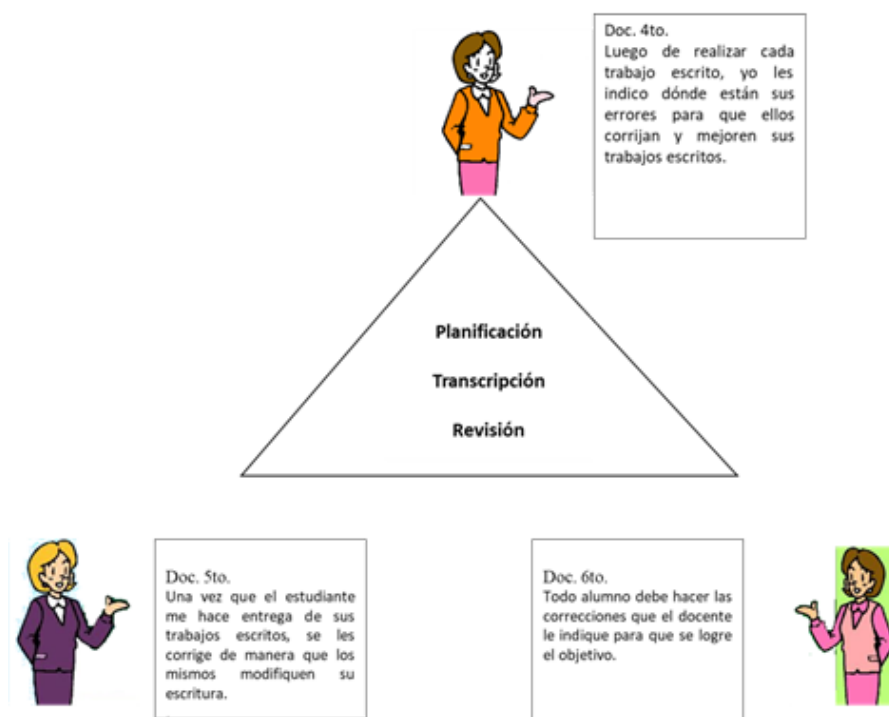 Doc. 4to.
Luego de realizar cada
trabajo escrito, yo les
indico dónde están sus
errores para que ellos
corrijan y mejoren sus
trabajos escritos.
Planificación
Transcripción
Revisión
Doc. 5to.
Una vez que el estudiante
me hace entrega de sus
trabajos escritos, se les
corrige de manera que los
mismos modifiquen su
escritura.
Doc. 6to.
Todo alumno debe hacer las
correcciones que el docente
le indique para que se logre
el objetivo.